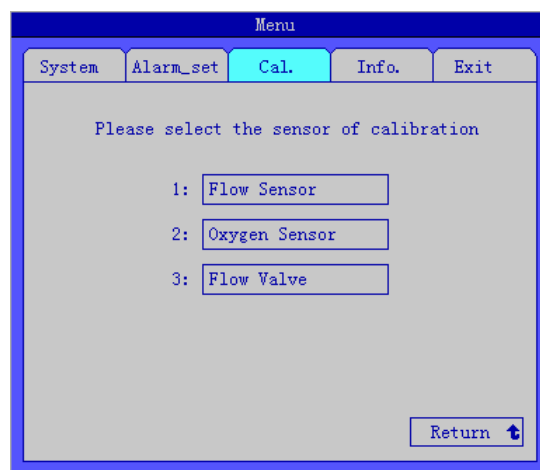 Menu
System Alarm_set Cal. Info. Exit
Please select the sensor of calibration
1: Flow Sensor
2: Oxygen Sensor
3: Flow Valve
Return